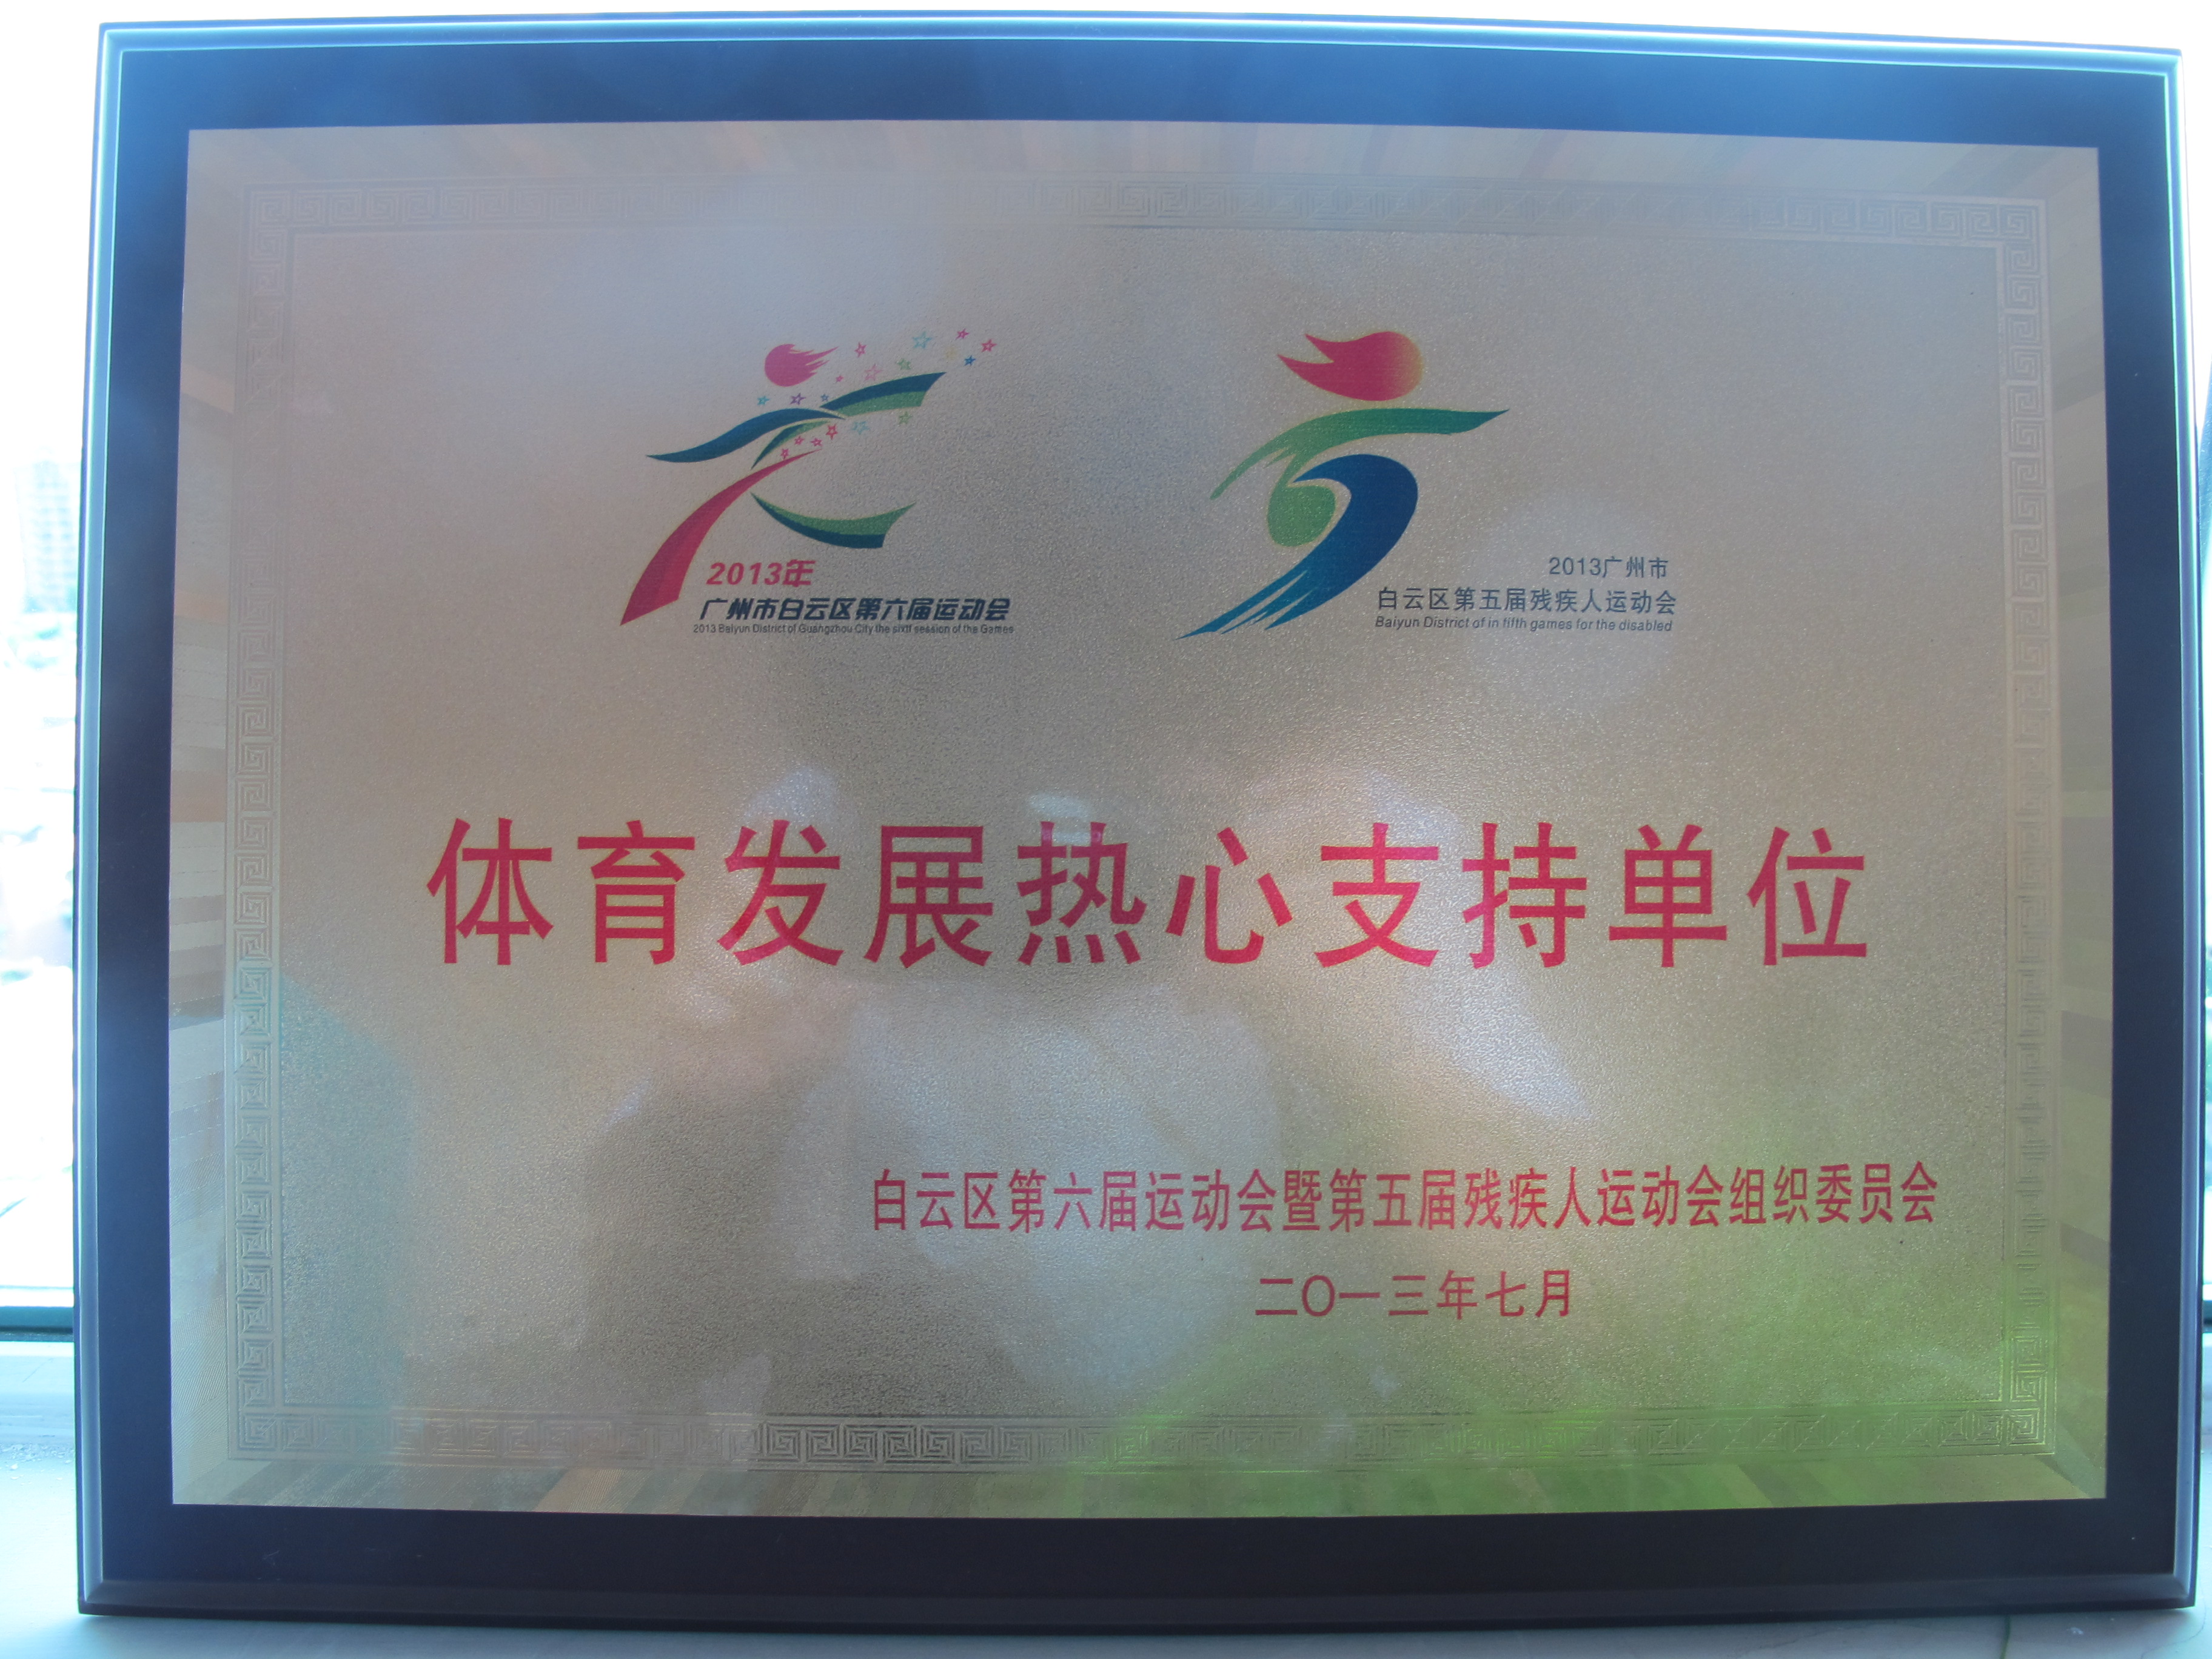 2013年
广州市白云区第六届运动会
2013 Baiyun District of Guangzhou City the sixtf session of the Games
2013广州市
白云区第五届残疾人运动会
Baiyun District of in fifth games for the disabled
体育发展热心支持单位
白云区第六届运动会暨第五届残疾人运动会组织委员会
二〇一三年七月